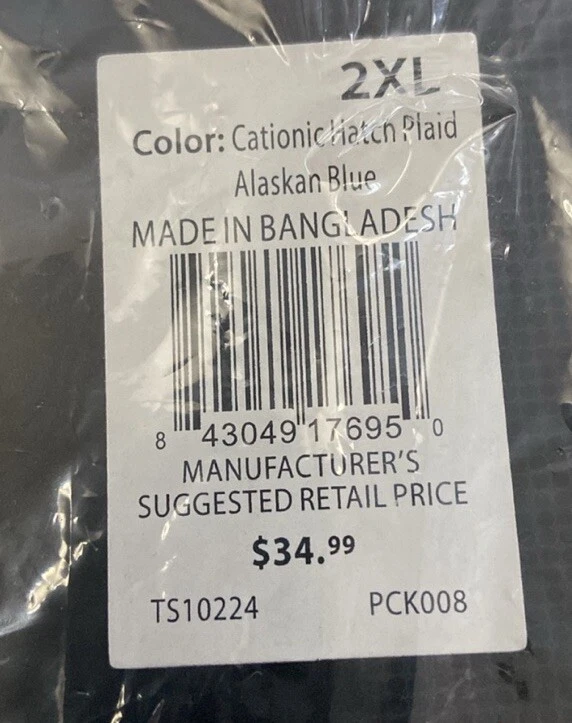 2XL
Color: Cationic Hatch Plaid
Alaskan Blue
MADE IN BANGLADESH
8 43049 17695 0
MANUFACTURER'S
SUGGESTED RETAIL PRICE
$34.99
TS10224 PCK008